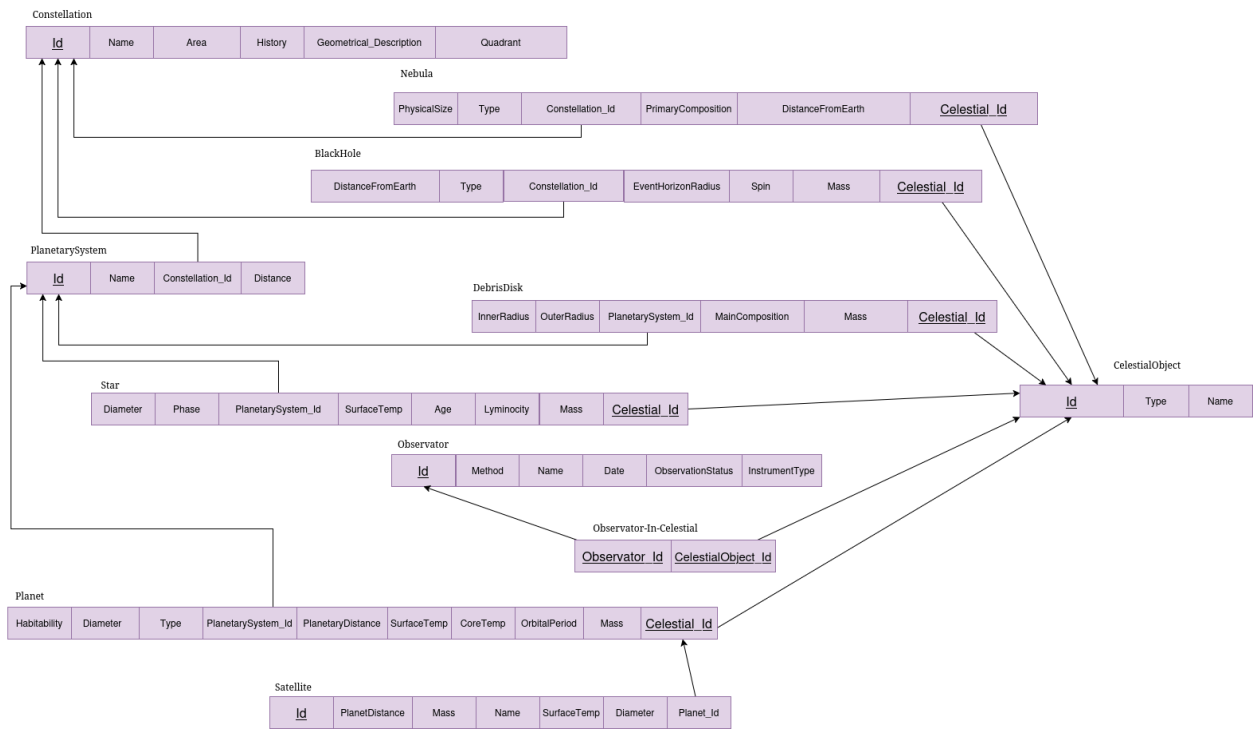 Constellation
Id Name Area History Geometrical_Description Quadrant
Nebula
PhysicalSize Type Constellation_Id PrimaryComposition DistanceFromEarth Celestial_Id
BlackHole
DistanceFromEarth Type Constellation_Id EventHorizonRadius Spin Mass Celestial_Id
PlanetarySystem
Id Name Constellation_Id Distance
DebrisDisk
InnerRadius OuterRadius PlanetarySystem_Id MainComposition Mass Celestial_Id
CelestialObject
Id Type Name
Star
Diameter Phase PlanetarySystem_Id SurfaceTemp Age Lyminocity Mass Celestial_Id
Observator
Id Method Name Date ObservationStatus InstrumentType
Observator-In-Celestial
Observator_Id CelestialObject_Id
Planet
Habitability Diameter Type PlanetarySystem_Id PlanetaryDistance SurfaceTemp CoreTemp OrbitalPeriod Mass Celestial_Id
Satellite
Id PlanetDistance Mass Name SurfaceTemp Diameter Planet_Id